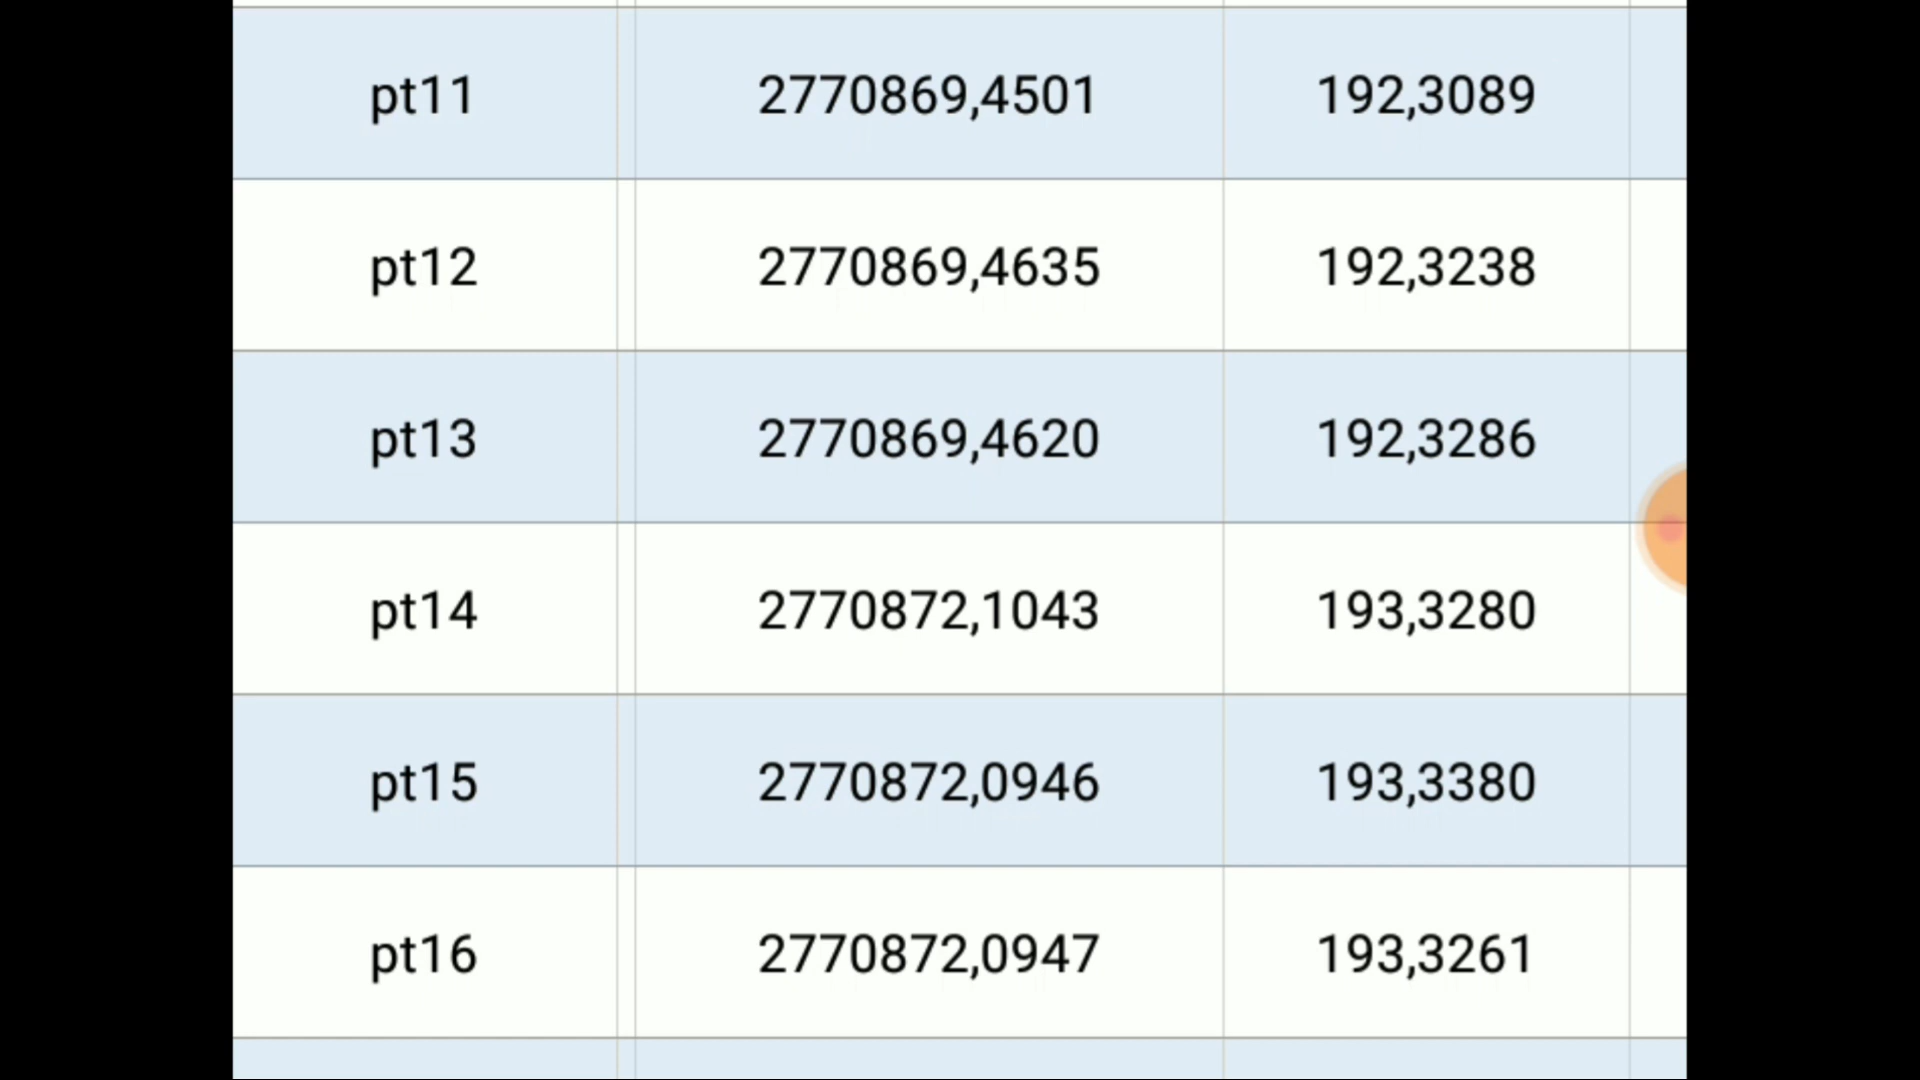 pt11 2770869,4501 192,3089
pt12 2770869,4635 192,3238
pt13 2770869,4620 192,3286
pt14 2770872,1043 193,3280
pt15 2770872,0946 193,3380
pt16 2770872,0947 193,3261